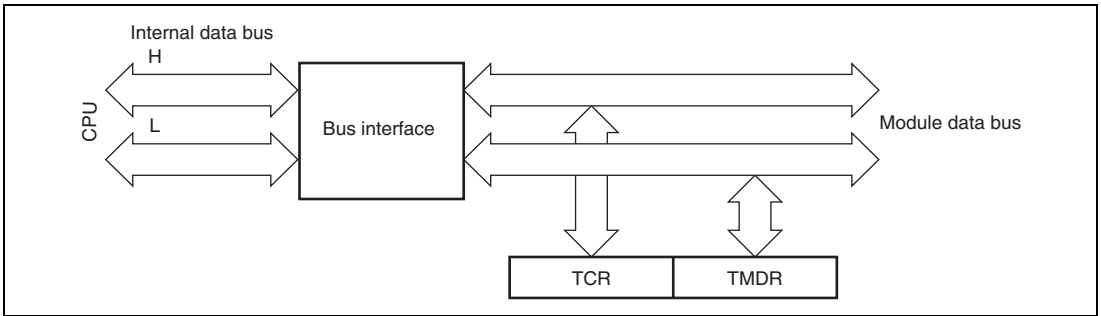 Internal data bus
H
CPU
L
Bus interface
Module data bus
TCR
TMDR